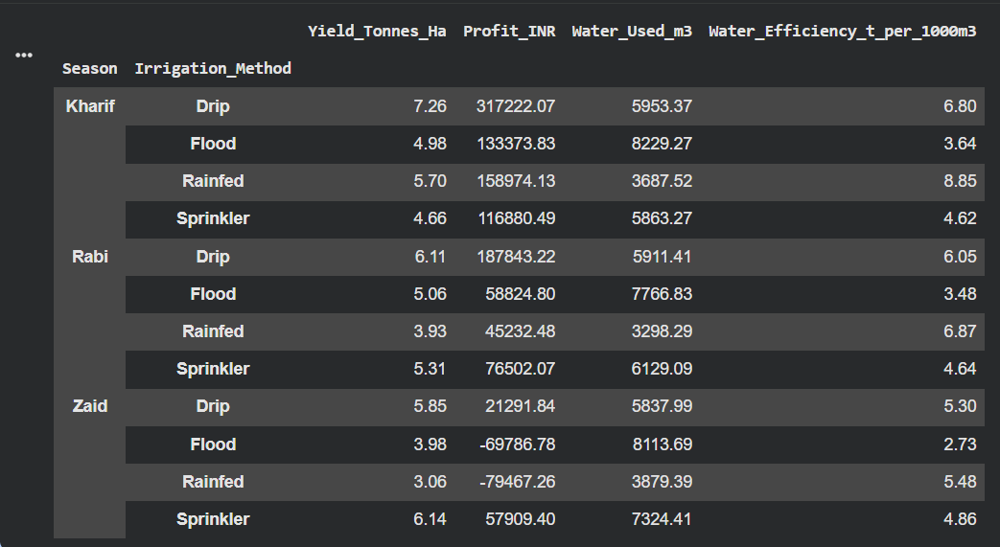 Yield_Tonnes_Ha Profit_INR Water_Used_m3 Water_Efficiency_t_per_1000m3
Season Irrigation_Method
Kharif Drip 7.26 317222.07 5953.37 6.80
Flood 4.98 133373.83 8229.27 3.64
Rainfed 5.70 158974.13 3687.52 8.85
Sprinkler 4.66 116880.49 5863.27 4.62
Rabi Drip 6.11 187843.22 5911.41 6.05
Flood 5.06 58824.80 7766.83 3.48
Rainfed 3.93 45232.48 3298.29 6.87
Sprinkler 5.31 76502.07 6129.09 4.64
Zaid Drip 5.85 21291.84 5837.99 5.30
Flood 3.98 -69786.78 8113.69 2.73
Rainfed 3.06 -79467.26 3879.39 5.48
Sprinkler 6.14 57909.40 7324.41 4.86